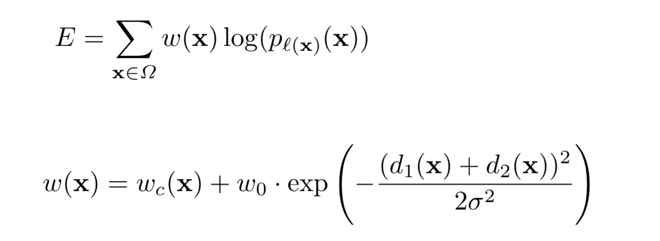 E = \sum_{\mathbf{x} \in \Omega} w(\mathbf{x}) \log(p_{\ell(\mathbf{x})}(\mathbf{x}))
w(\mathbf{x}) = w_c(\mathbf{x}) + w_0 \cdot \exp\left(-\frac{(d_1(\mathbf{x}) + d_2(\mathbf{x}))^2}{2\sigma^2}\right)